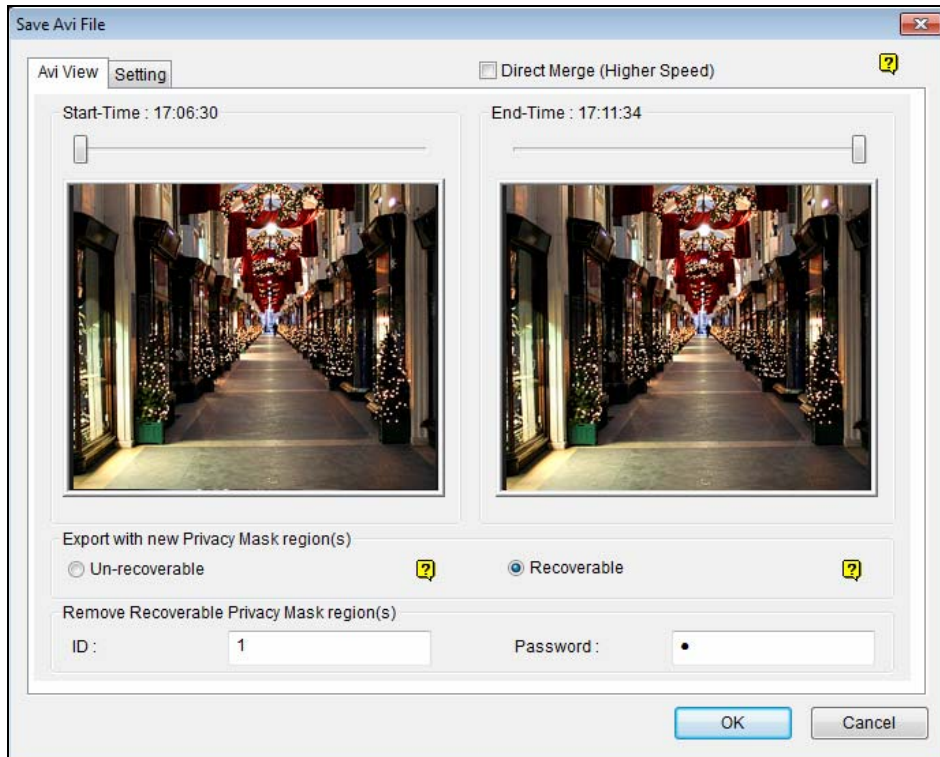 Save Avi File
Avi View
Setting
Direct Merge (Higher Speed)
?
Start-Time : 17:06:30
End-Time : 17:11:34
Export with new Privacy Mask region(s)
Un-recoverable
?
Recoverable
?
Remove Recoverable Privacy Mask region(s)
ID :
1
Password :
●
OK
Cancel